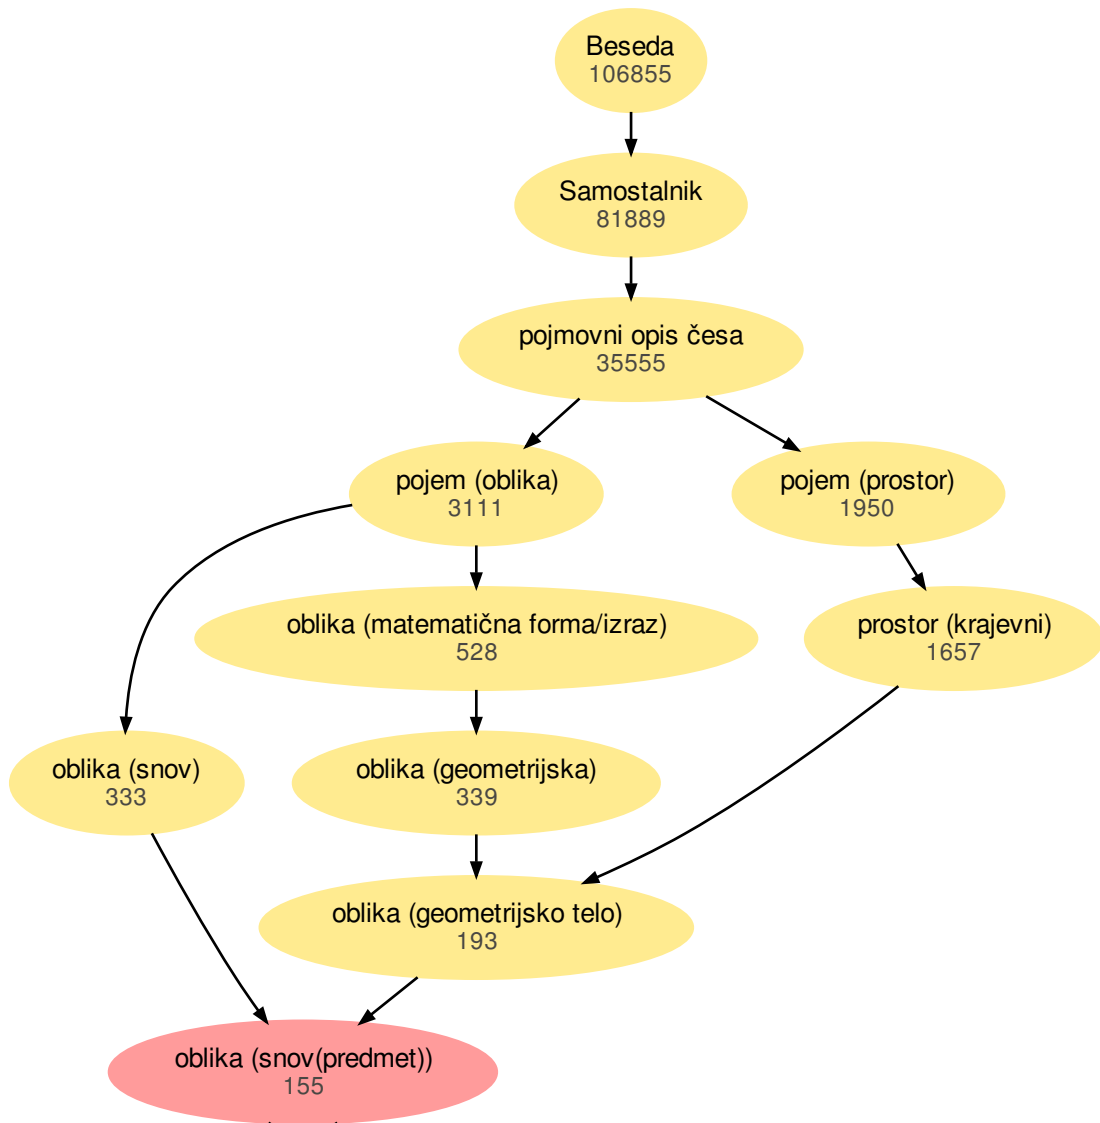 Beseda
106855
Samostalnik
81889
pojmovni opis česa
35555
pojem (oblika)
3111
pojem (prostor)
1950
oblika (matematična forma/izraz)
528
prostor (krajevni)
1657
oblika (snov)
333
oblika (geometrijska)
339
oblika (geometrijsko telo)
193
oblika (snov(predmet))
155